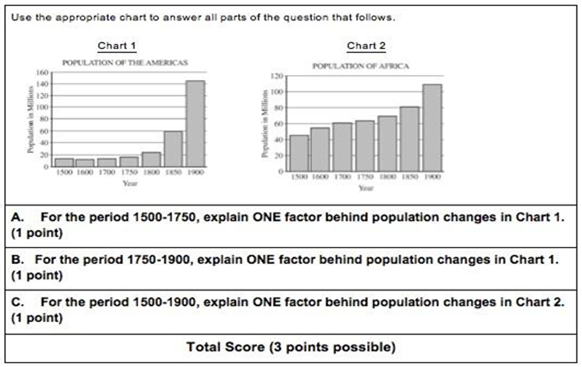 Use the appropriate chart to answer all parts of the question that follows.
Chart 1
POPULATION OF THE AMERICAS
Population in Millions
160
140
120
100
80
60
40
20
0
1500 1600 1700 1750 1800 1850 1900
Year
Chart 2
POPULATION OF AFRICA
Population in Millions
120
100
80
60
40
20
0
1500 1600 1700 1750 1800 1850 1900
Year
A. For the period 1500-1750, explain ONE factor behind population changes in Chart 1.
(1 point)
B. For the period 1750-1900, explain ONE factor behind population changes in Chart 1.
(1 point)
C. For the period 1500-1900, explain ONE factor behind population changes in Chart 2.
(1 point)
Total Score (3 points possible)